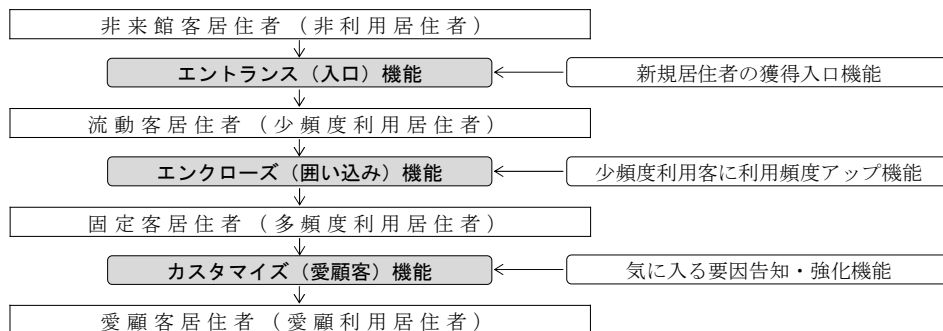 非来館客居住者（非利用居住者）
エントランス（入口）機能
新規居住者の獲得入口機能
流動客居住者（少頻度利用居住者）
エンクローズ（囲い込み）機能
少頻度利用客に利用頻度アップ機能
固定客居住者（多頻度利用居住者）
カスタマイズ（愛顧客）機能
気に入る要因告知・強化機能
愛顧客居住者（愛顧利用居住者）